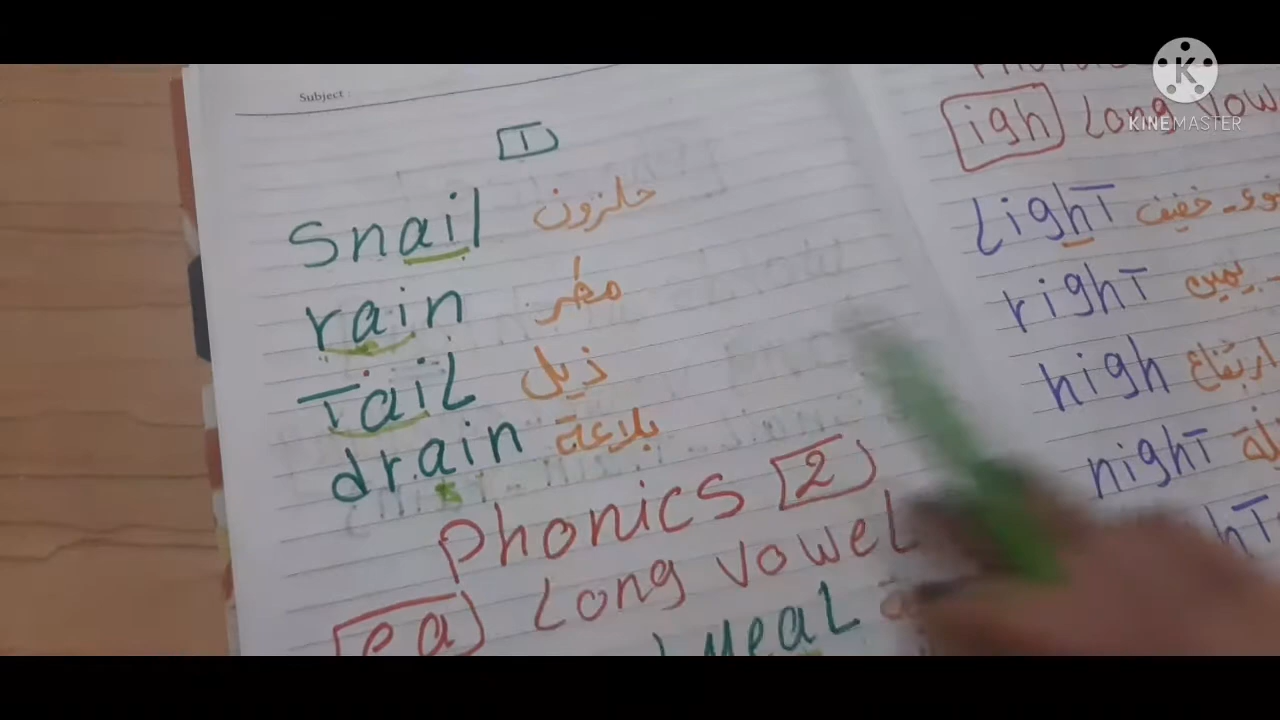 Subject :
1
Snail حلزون
rain مطر
Tail ذيل
drain بلاعة
Phonics 2
ea Long Vowel
meal
igh Long Vow
Light خفيف
right يمين
high ارتفاع
night
KINEMASTER